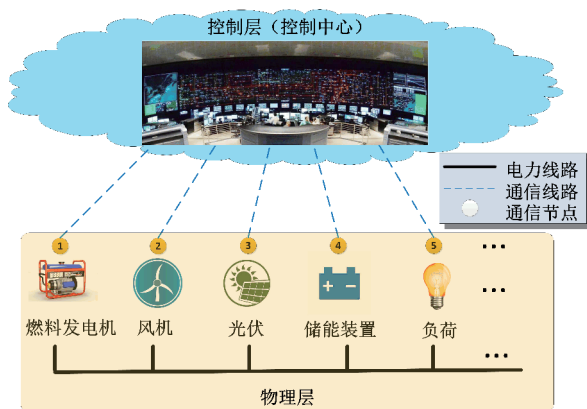 控制层（控制中心）
电力线路
通信线路
通信节点
1 2 3 4 5 ···
···
燃料发电机 风机 光伏 储能装置 负荷
···
物理层